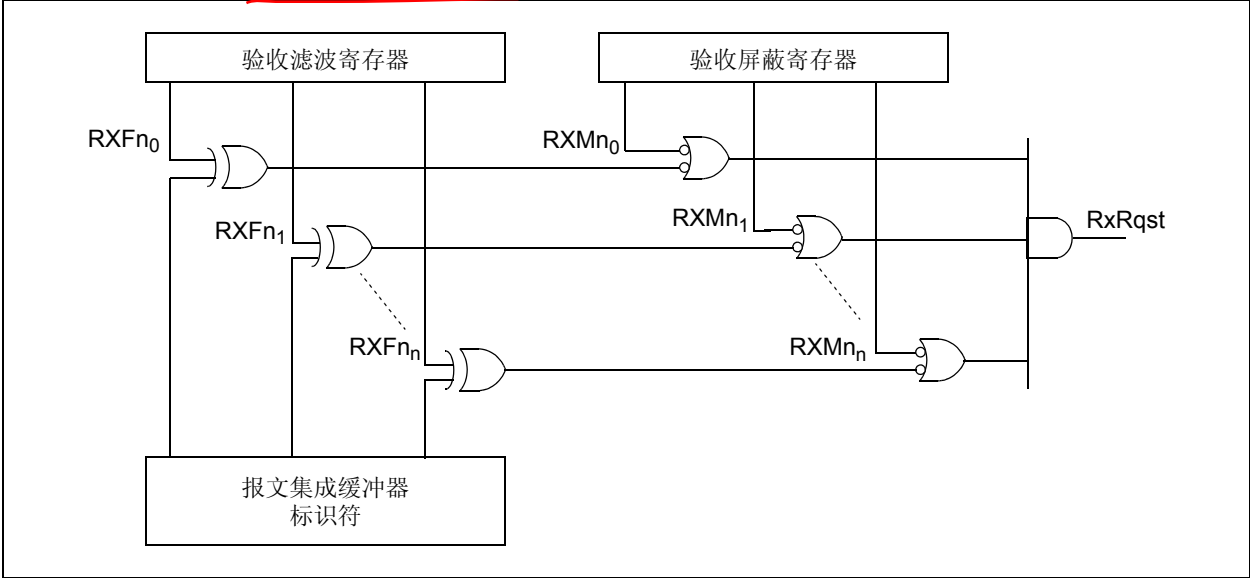 验收滤波寄存器
验收屏蔽寄存器
RXFn0
RXMn0
RXFn1
RXMn1
RxRqst
RXFnn
RXMnn
报文集成缓冲器
标识符